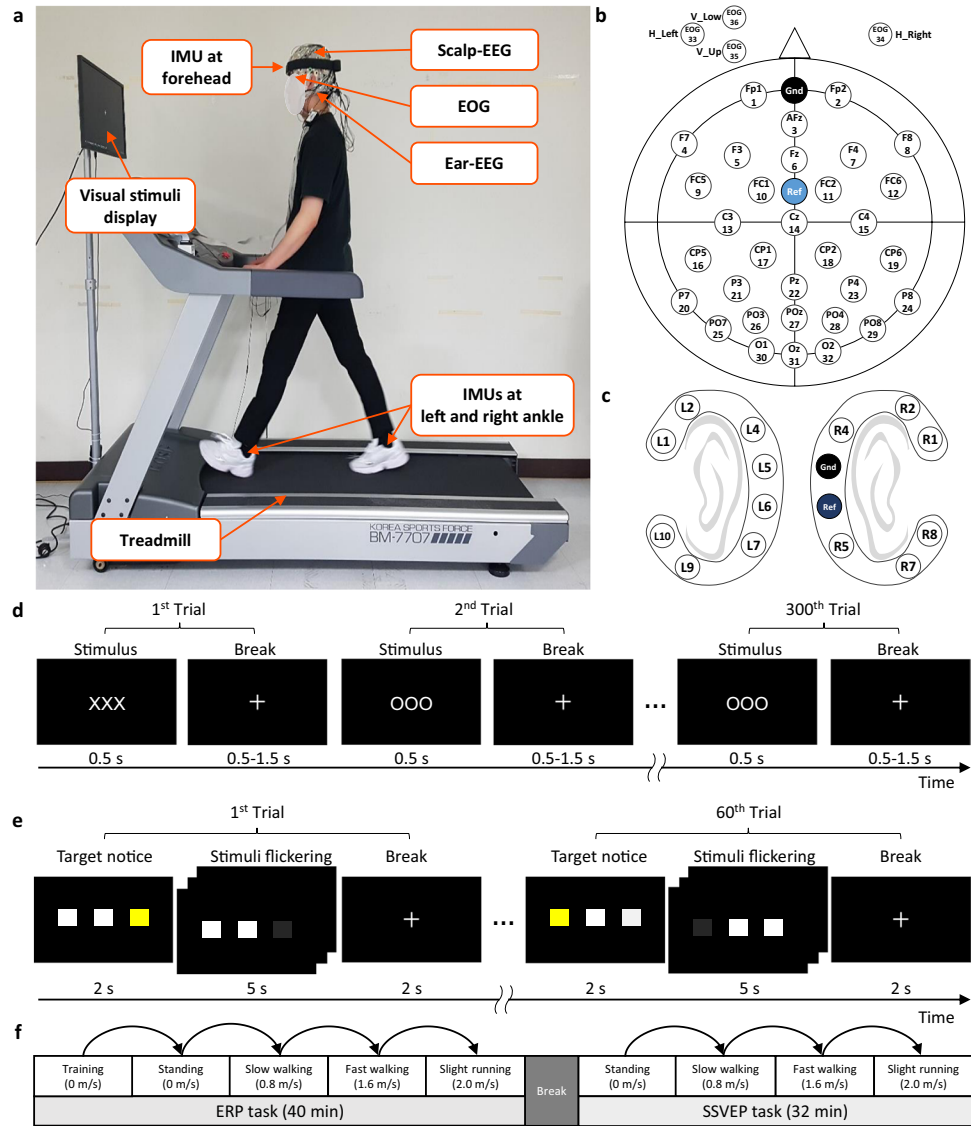 a
IMU at
forehead
Scalp-EEG
EOG
Ear-EEG
Visual stimuli
display
IMUs at
left and right ankle
Treadmill
KOREA SPORTS FORCE
BM-7707
b
V_Low
EOG
36
H_Left
EOG
33
V_Up
EOG
35
EOG
34
H_Right
Fp1
1
Gnd
Fp2
2
AFz
3
F7
4
F3
5
Fz
6
F4
7
F8
8
FC5
9
FC1
10
Ref
FC2
11
FC6
12
C3
13
Cz
14
C4
15
CP5
16
CP1
17
CP2
18
CP6
19
P7
20
P3
21
Pz
22
P4
23
P8
24
PO7
25
PO3
26
POz
27
PO4
28
PO8
29
O1
30
Oz
31
O2
32
c
L2
L1
L4
L5
L6
L7
L10
L9
R2
R1
R4
Gnd
Ref
R5
R8
R7
d
1st Trial
2nd Trial
300th Trial
Stimulus
Break
Stimulus
Break
Stimulus
Break
XXX
+
OOO
+
...
OOO
+
0.5 s
0.5-1.5 s
0.5 s
0.5-1.5 s
0.5 s
0.5-1.5 s
Time
e
1st Trial
60th Trial
Target notice
Stimuli flickering
Break
Target notice
Stimuli flickering
Break
+
...
+
2 s
5 s
2 s
2 s
5 s
2 s
Time
f
Training
(0 m/s)
Standing
(0 m/s)
Slow walking
(0.8 m/s)
Fast walking
(1.6 m/s)
Slight running
(2.0 m/s)
ERP task (40 min)
Break
Standing
(0 m/s)
Slow walking
(0.8 m/s)
Fast walking
(1.6 m/s)
Slight running
(2.0 m/s)
SSVEP task (32 min)